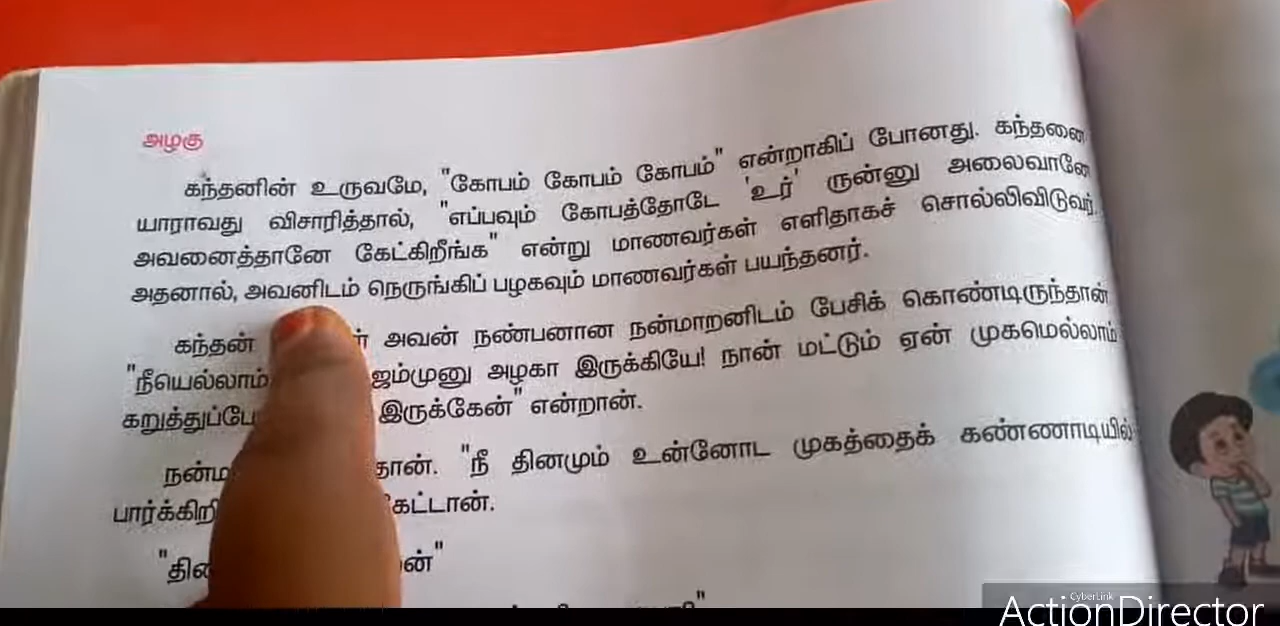 அழகு
கந்தனின் உருவமே, "கோபம் கோபம் கோபம்" என்றாகிப் போனது. கந்தனை
யாராவது விசாரித்தால், "எப்பவும் கோபத்தோடே 'உர்' ருன்னு அலைவானே
அவனைத்தானே கேட்கிறீங்க" என்று மாணவர்கள் எளிதாகச் சொல்லிவிடுவர்.
அதனால், அவனிடம் நெருங்கிப் பழகவும் மாணவர்கள் பயந்தனர்.
கந்தன் அவன் நண்பனான நன்மாறனிடம் பேசிக் கொண்டிருந்தான்
"நீயெல்லாம் ஜம்முனு அழகா இருக்கியே! நான் மட்டும் ஏன் முகமெல்லாம்
இருக்கேன்" என்றான்.
"நீ தினமும் உன்னோட முகத்தைக் கண்ணாடியில்
CyberLink
ActionDirector